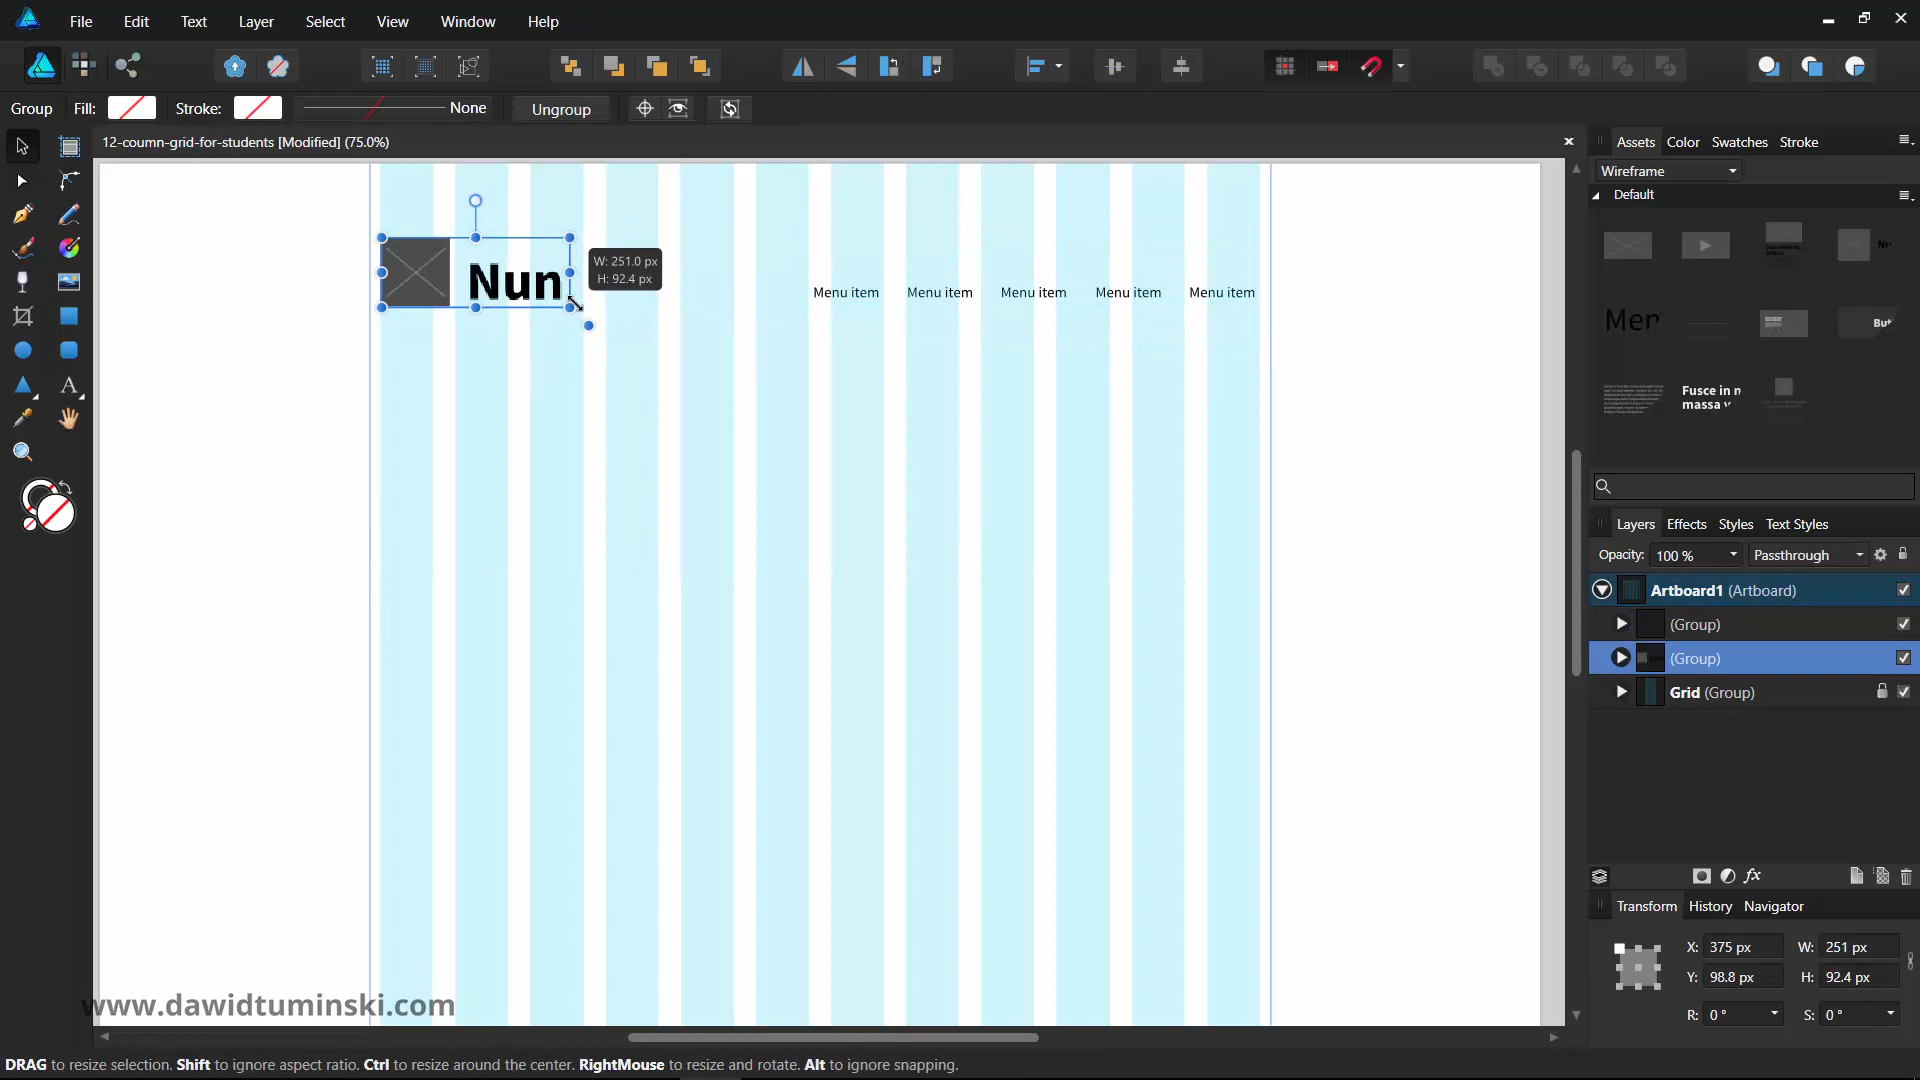 File Edit Text Layer Select View Window Help
Group Fill: Stroke: None Ungroup
12-coumn-grid-for-students [Modified] (75.0%)
Assets Color Swatches Stroke
Wireframe
Default
Nun
W: 251.0 px
H: 92.4 px
Menu item Menu item Menu item Menu item Menu item
Men
But
Fusce in n
massa v
Layers Effects Styles Text Styles
Opacity: 100 % Passthrough
Artboard1 (Artboard)
(Group)
(Group)
Grid (Group)
Transform History Navigator
X: 375 px W: 251 px
Y: 98.8 px H: 92.4 px
R: 0 ° S: 0 °
www.dawidtuminski.com
DRAG to resize selection. Shift to ignore aspect ratio. Ctrl to resize around the center. RightMouse to resize and rotate. Alt to ignore snapping.